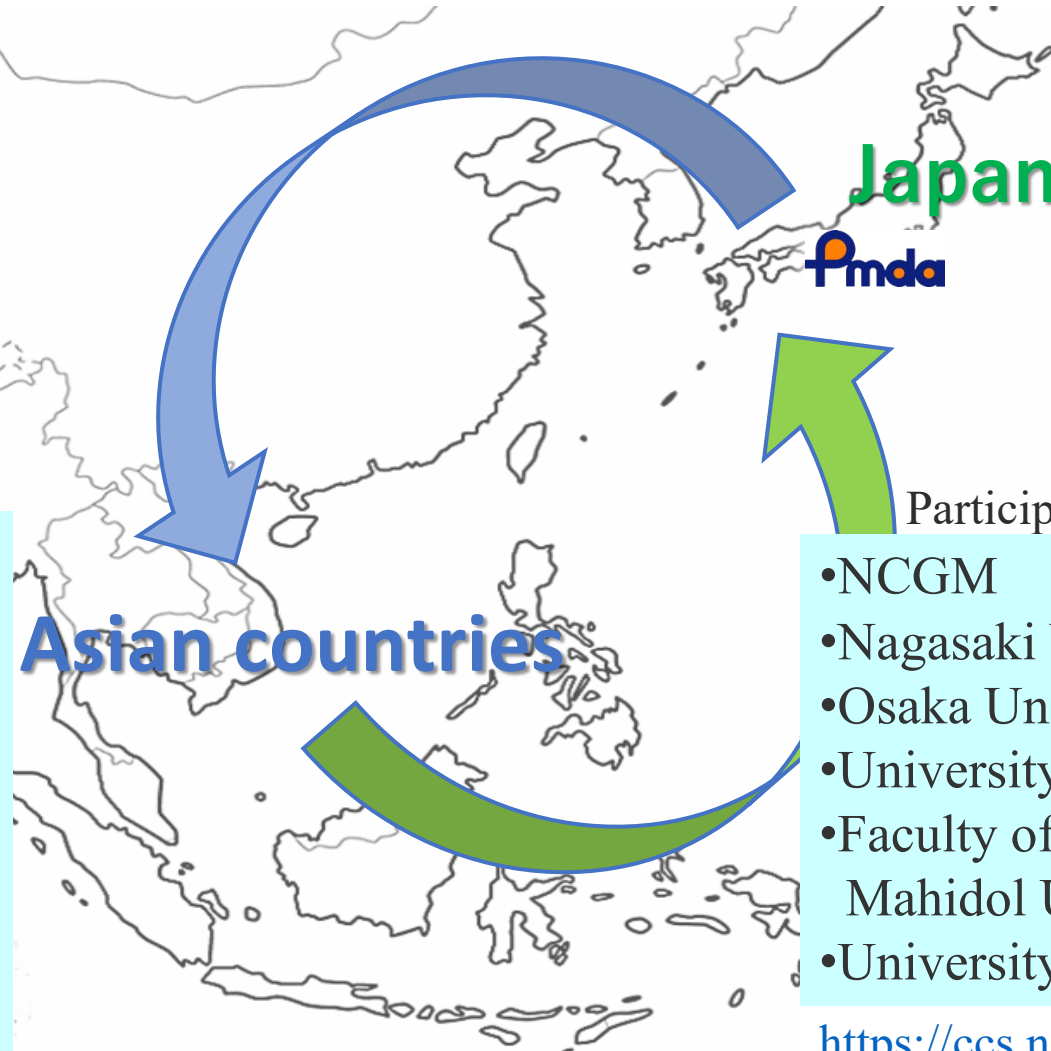 Japan
Pmda
Particip
•NCGM
•Nagasaki
•Osaka Un
•University
•Faculty of
Mahidol U
•University
Asian countries
https://ccs.n